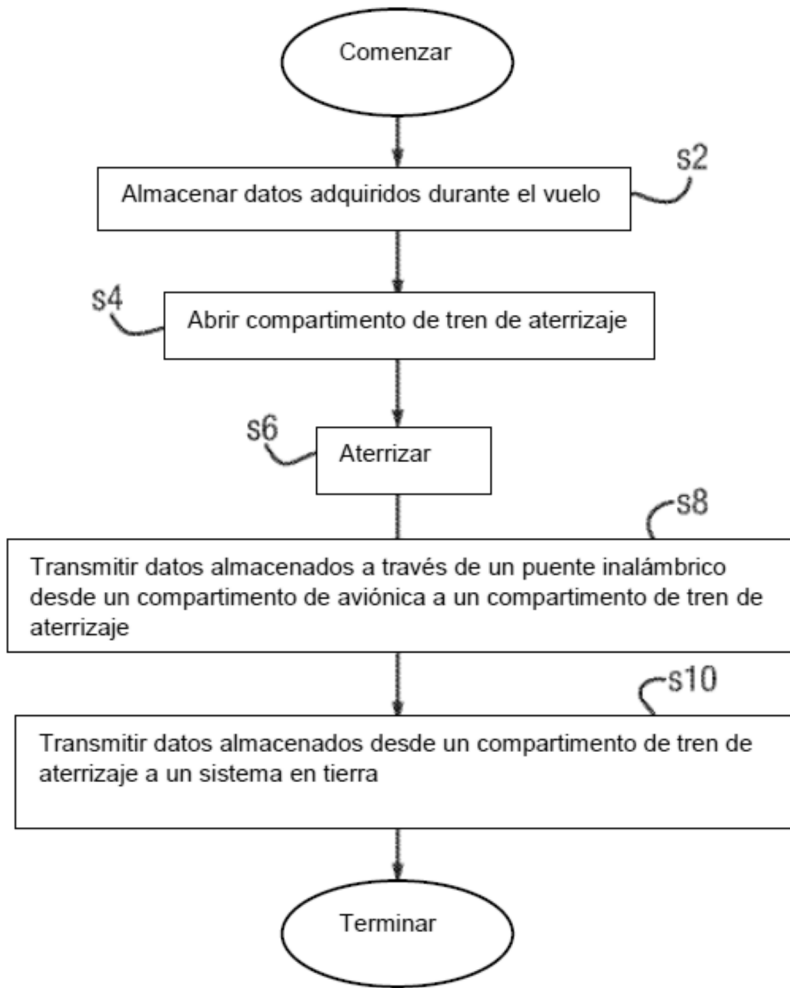 Comenzar
s2
Almacenar datos adquiridos durante el vuelo
s4
Abrir compartimento de tren de aterrizaje
s6
Aterrizar
s8
Transmitir datos almacenados a través de un puente inalámbrico
desde un compartimento de aviónica a un compartimento de tren de
aterrizaje
s10
Transmitir datos almacenados desde un compartimento de tren de
aterrizaje a un sistema en tierra
Terminar